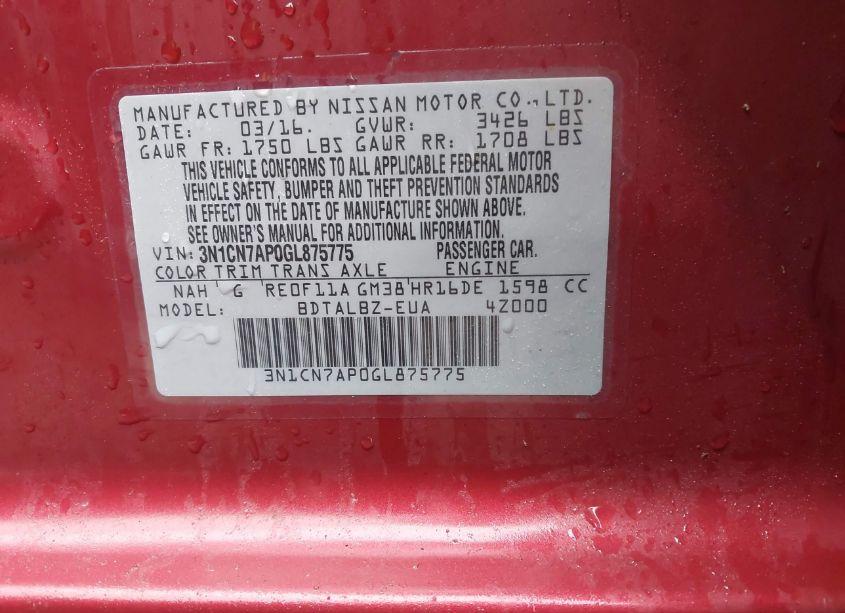 MANUFACTURED BY NISSAN MOTOR CO.,LTD.
DATE: 03/16. GVWR: 3426 LBS
GAWR FR: 1750 LBS GAWR RR: 1708 LBS
THIS VEHICLE CONFORMS TO ALL APPLICABLE FEDERAL MOTOR
VEHICLE SAFETY, BUMPER AND THEFT PREVENTION STANDARDS
IN EFFECT ON THE DATE OF MANUFACTURE SHOWN ABOVE.
SEE OWNER'S MANUAL FOR ADDITIONAL INFORMATION.
VIN: 3N1CN7AP0GL875775 PASSENGER CAR.
COLOR TRIM TRANS AXLE ENGINE
NAH G RE0F11A GM38 HR16DE 1598 CC
MODEL: BDTALBZ-EUA 4Z000
3N1CN7AP0GL875775